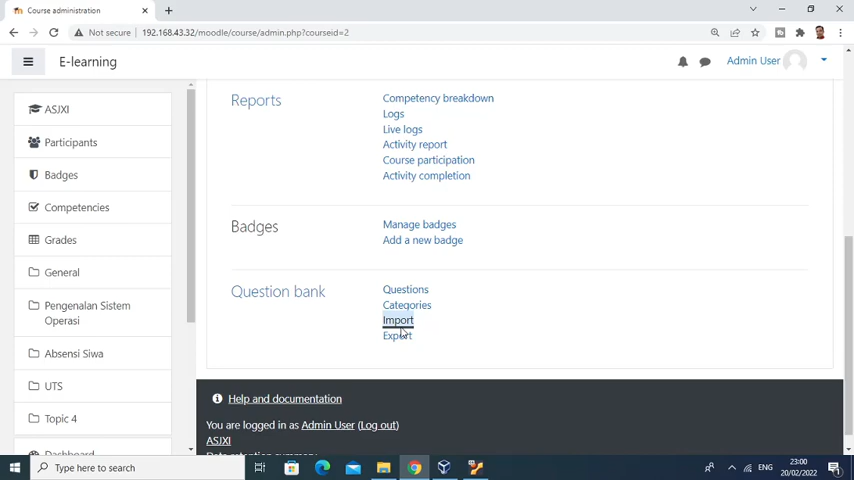 Course administration
Not secure
192.168.43.32/moodle/course/admin.php?courseid=2
E-learning
Admin User
ASJXI
Participants
Badges
Competencies
Grades
General
Pengenalan Sistem
Operasi
Absensi Siwa
UTS
Topic 4
Dashboard
Reports
Competency breakdown
Logs
Live logs
Activity report
Course participation
Activity completion
Badges
Manage badges
Add a new badge
Question bank
Questions
Categories
Import
Export
Help and documentation
You are logged in as Admin User (Log out)
ASJXI
Data retention summary
Type here to search
ENG
23:00
20/02/2022
1